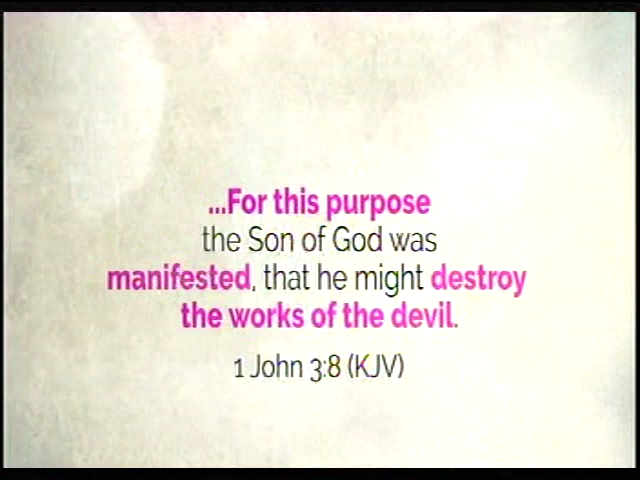 ...For this purpose
the Son of God was
manifested, that he might destroy
the works of the devil.
1 John 3:8 (KJV)